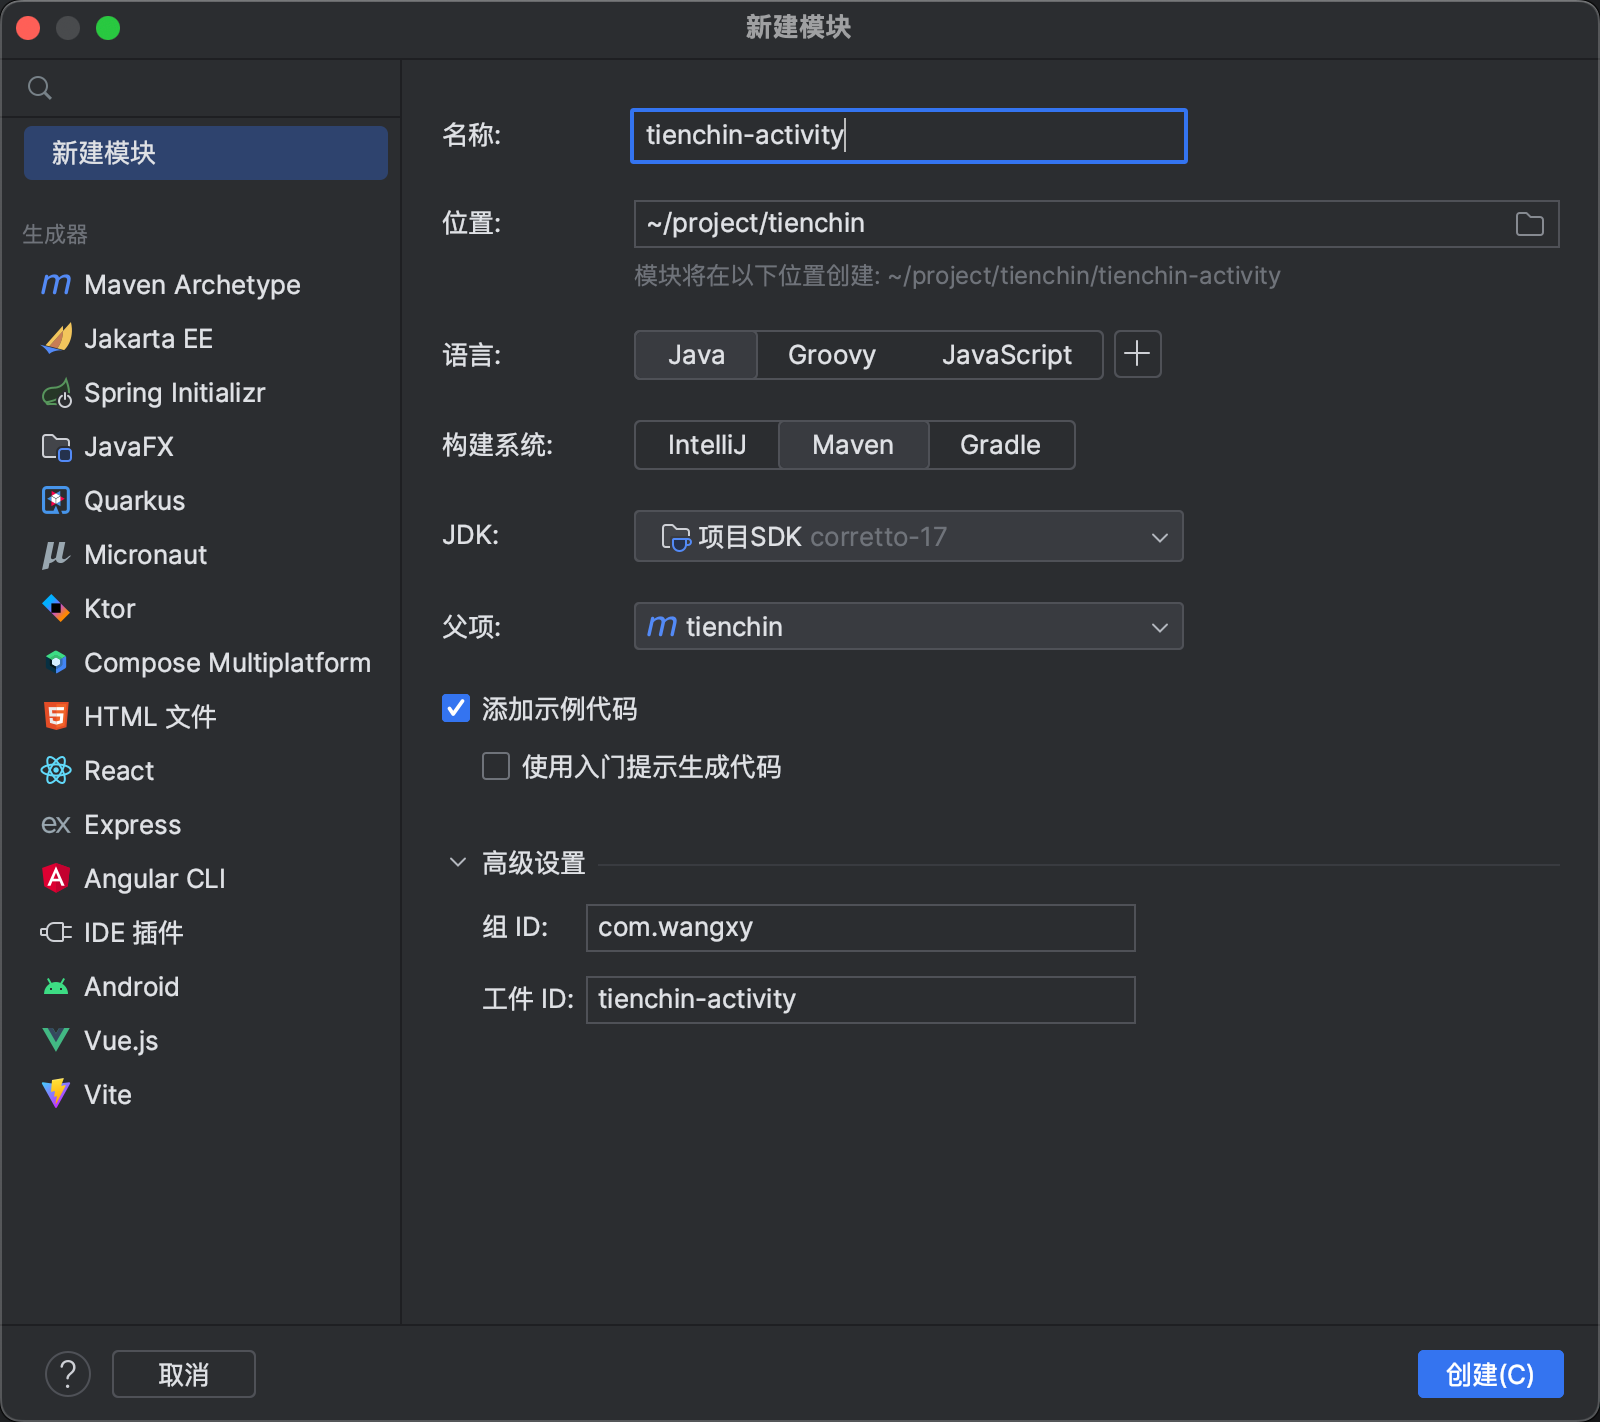 新建模块
新建模块
生成器
Maven Archetype
Jakarta EE
Spring Initializr
JavaFX
Quarkus
Micronaut
Ktor
Compose Multiplatform
HTML 文件
React
Express
Angular CLI
IDE 插件
Android
Vue.js
Vite
名称: tienchin-activity
位置: ~/project/tienchin
模块将在以下位置创建: ~/project/tienchin/tienchin-activity
语言: Java Groovy JavaScript
构建系统: IntelliJ Maven Gradle
JDK: 项目SDK corretto-17
父项: tienchin
添加示例代码
使用入门提示生成代码
高级设置
组 ID: com.wangxy
工件 ID: tienchin-activity
? 取消 创建(C)